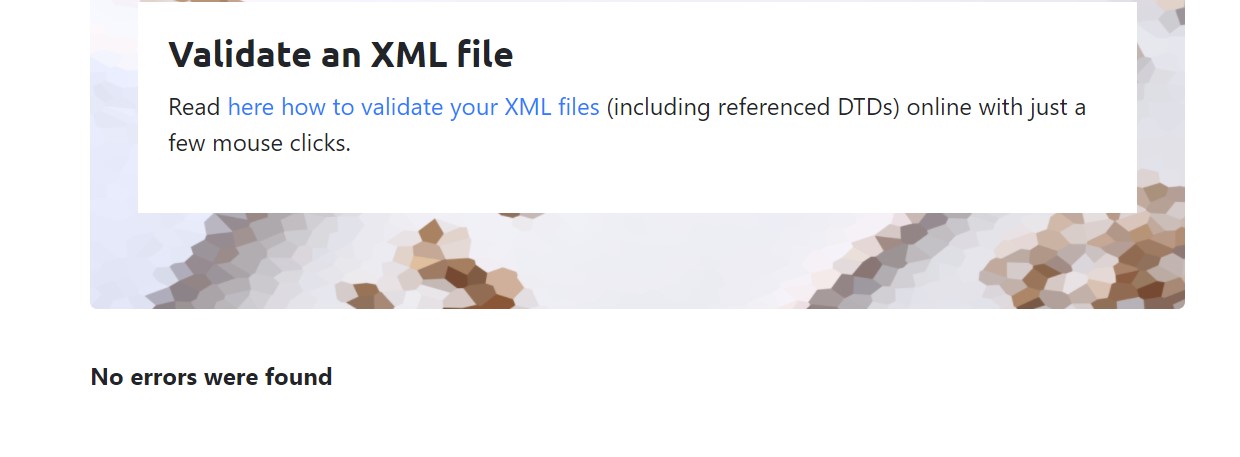 Validate an XML file
Read here how to validate your XML files (including referenced DTDs) online with just a
few mouse clicks.
No errors were found